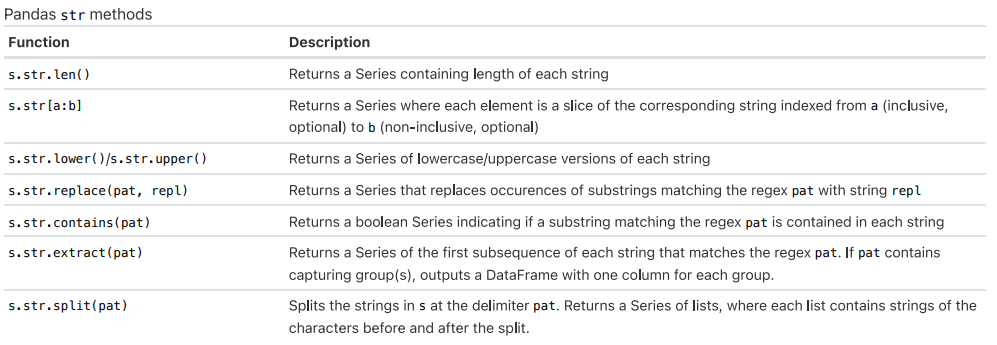 Pandas str methods
Function Description
s.str.len() Returns a Series containing length of each string
s.str[a:b] Returns a Series where each element is a slice of the corresponding string indexed from a (inclusive,
optional) to b (non-inclusive, optional)
s.str.lower()/s.str.upper() Returns a Series of lowercase/uppercase versions of each string
s.str.replace(pat, repl) Returns a Series that replaces occurences of substrings matching the regex pat with string repl
s.str.contains(pat) Returns a boolean Series indicating if a substring matching the regex pat is contained in each string
s.str.extract(pat) Returns a Series of the first subsequence of each string that matches the regex pat. If pat contains
capturing group(s), outputs a DataFrame with one column for each group.
s.str.split(pat) Splits the strings in s at the delimiter pat. Returns a Series of lists, where each list contains strings of the
characters before and after the split.